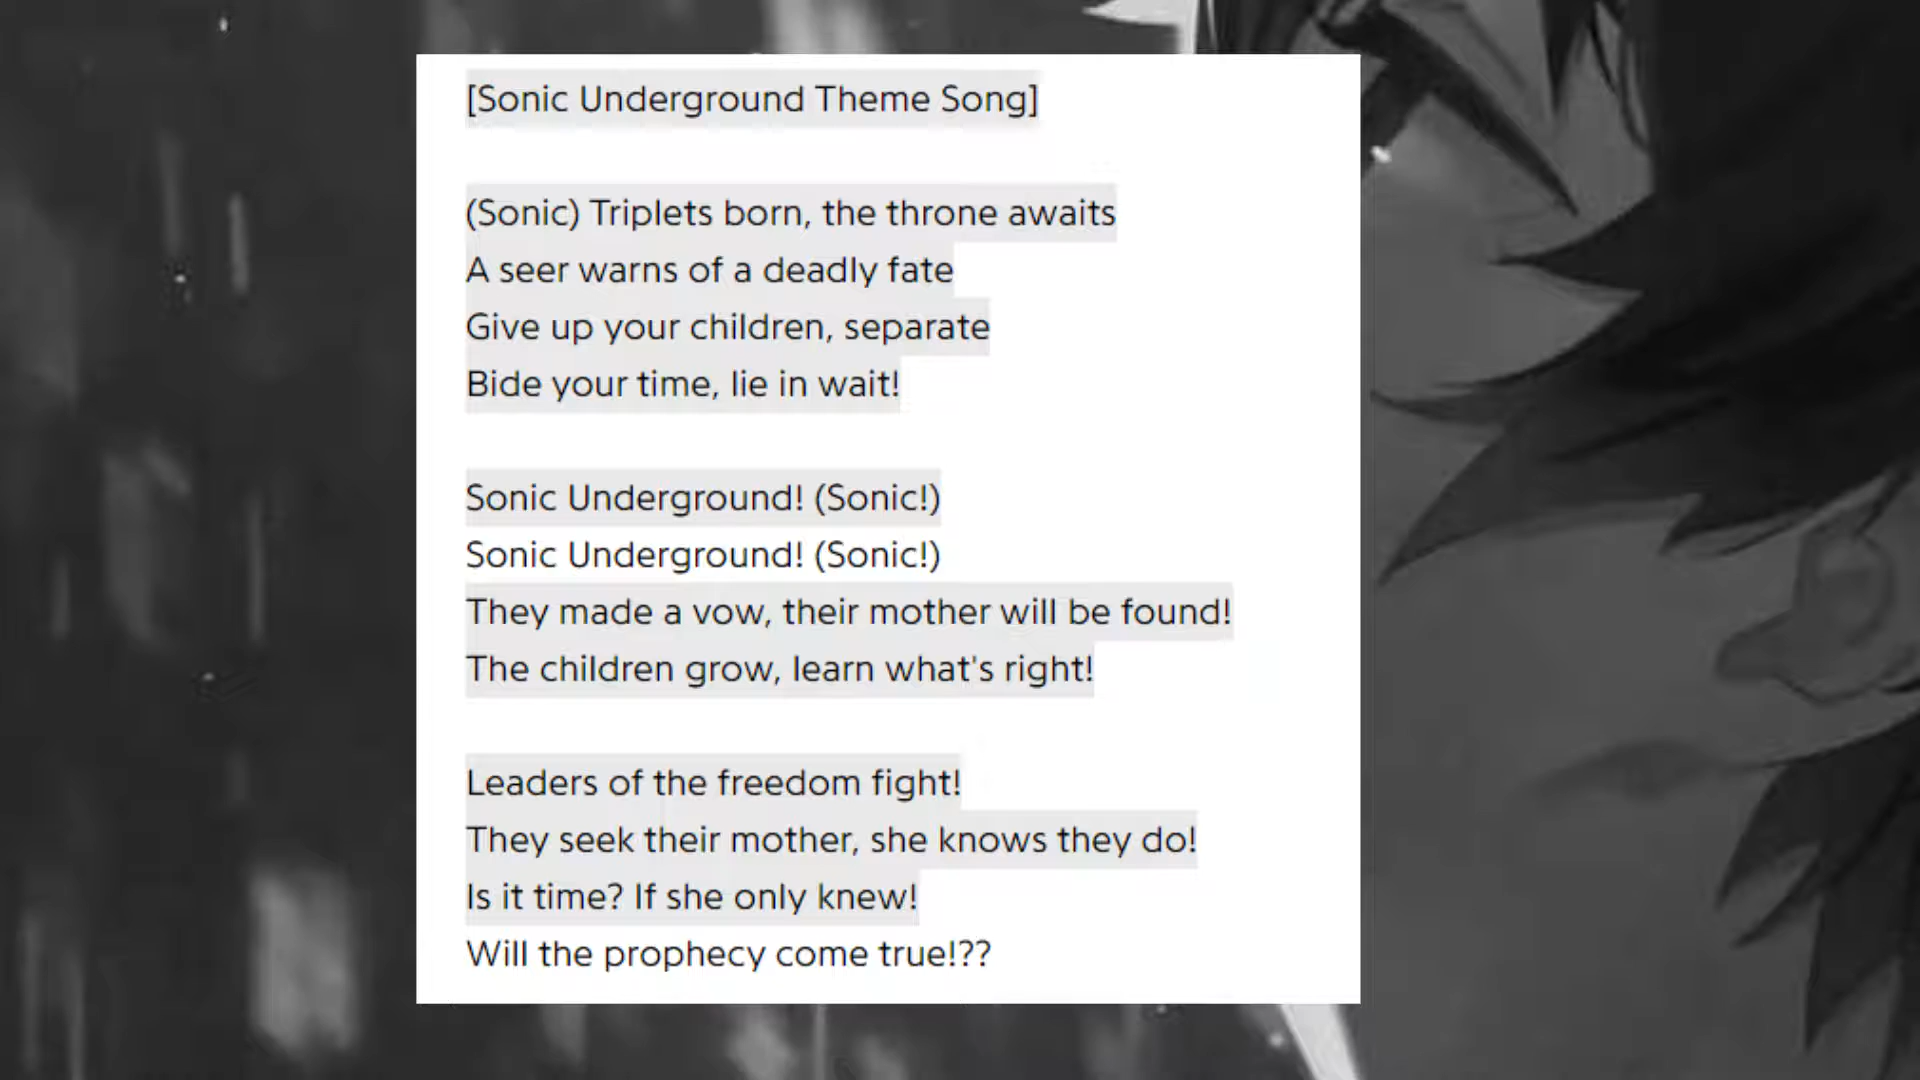 [Sonic Underground Theme Song]
(Sonic) Triplets born, the throne awaits
A seer warns of a deadly fate
Give up your children, separate
Bide your time, lie in wait!
Sonic Underground! (Sonic!)
Sonic Underground! (Sonic!)
They made a vow, their mother will be found!
The children grow, learn what's right!
Leaders of the freedom fight!
They seek their mother, she knows they do!
Is it time? If she only knew!
Will the prophecy come true!??